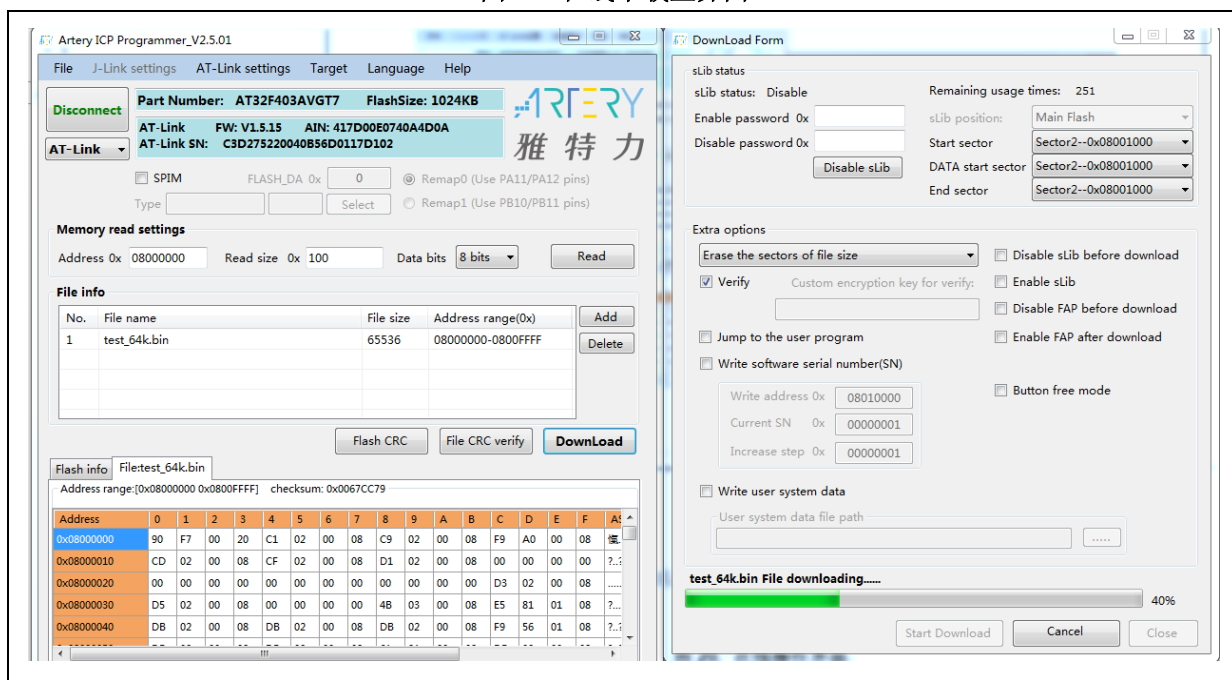 Artery ICP Programmer_V2.5.01
File J-Link settings AT-Link settings Target Language Help
Disconnect
Part Number: AT32F403AVGT7 FlashSize: 1024KB
AT-Link FW: V1.5.15 AIN: 417D00E0740A4D0A
AT-Link SN: C3D275220040B56D0117D102
AT-Link
ARTERY
雅特力
SPIM FLASH_DA 0x 0 Remap0 (Use PA11/PA12 pins)
Type Select Remap1 (Use PB10/PB11 pins)
Memory read settings
Address 0x 08000000 Read size 0x 100 Data bits 8 bits Read
File info
No. File name File size Address range(0x) Add
1 test_64k.bin 65536 08000000-0800FFFF Delete
Flash CRC File CRC verify DownLoad
Flash info File:test_64k.bin
Address range:[0x08000000 0x0800FFFF] checksum: 0x0067CC79
Address 0 1 2 3 4 5 6 7 8 9 A B C D E F
0x08000000 90 F7 00 20 C1 02 00 08 C9 02 00 08 F9 A0 00 08
0x08000010 CD 02 00 08 CF 02 00 08 D1 02 00 08 00 00 00 00 ?..?
0x08000020 00 00 00 00 00 00 00 00 00 00 00 00 D3 02 00 08 .....
0x08000030 D5 02 00 08 00 00 00 00 4B 03 00 08 E5 81 01 08 ?...
0x08000040 DB 02 00 08 DB 02 00 08 DB 02 00 08 F9 56 01 08 ?..?
DownLoad Form
sLib status
sLib status: Disable Remaining usage times: 251
Enable password 0x sLib position: Main Flash
Disable password 0x Start sector Sector2--0x08001000
Disable sLib DATA start sector Sector2--0x08001000
End sector Sector2--0x08001000
Extra options
Erase the sectors of file size Disable sLib before download
Verify Custom encryption key for verify: Enable sLib
Disable FAP before download
Jump to the user program Enable FAP after download
Write software serial number(SN)
Write address 0x 08010000 Button free mode
Current SN 0x 00000001
Increase step 0x 00000001
Write user system data
User system data file path
.....
test_64k.bin File downloading......
40%
Start Download Cancel Close